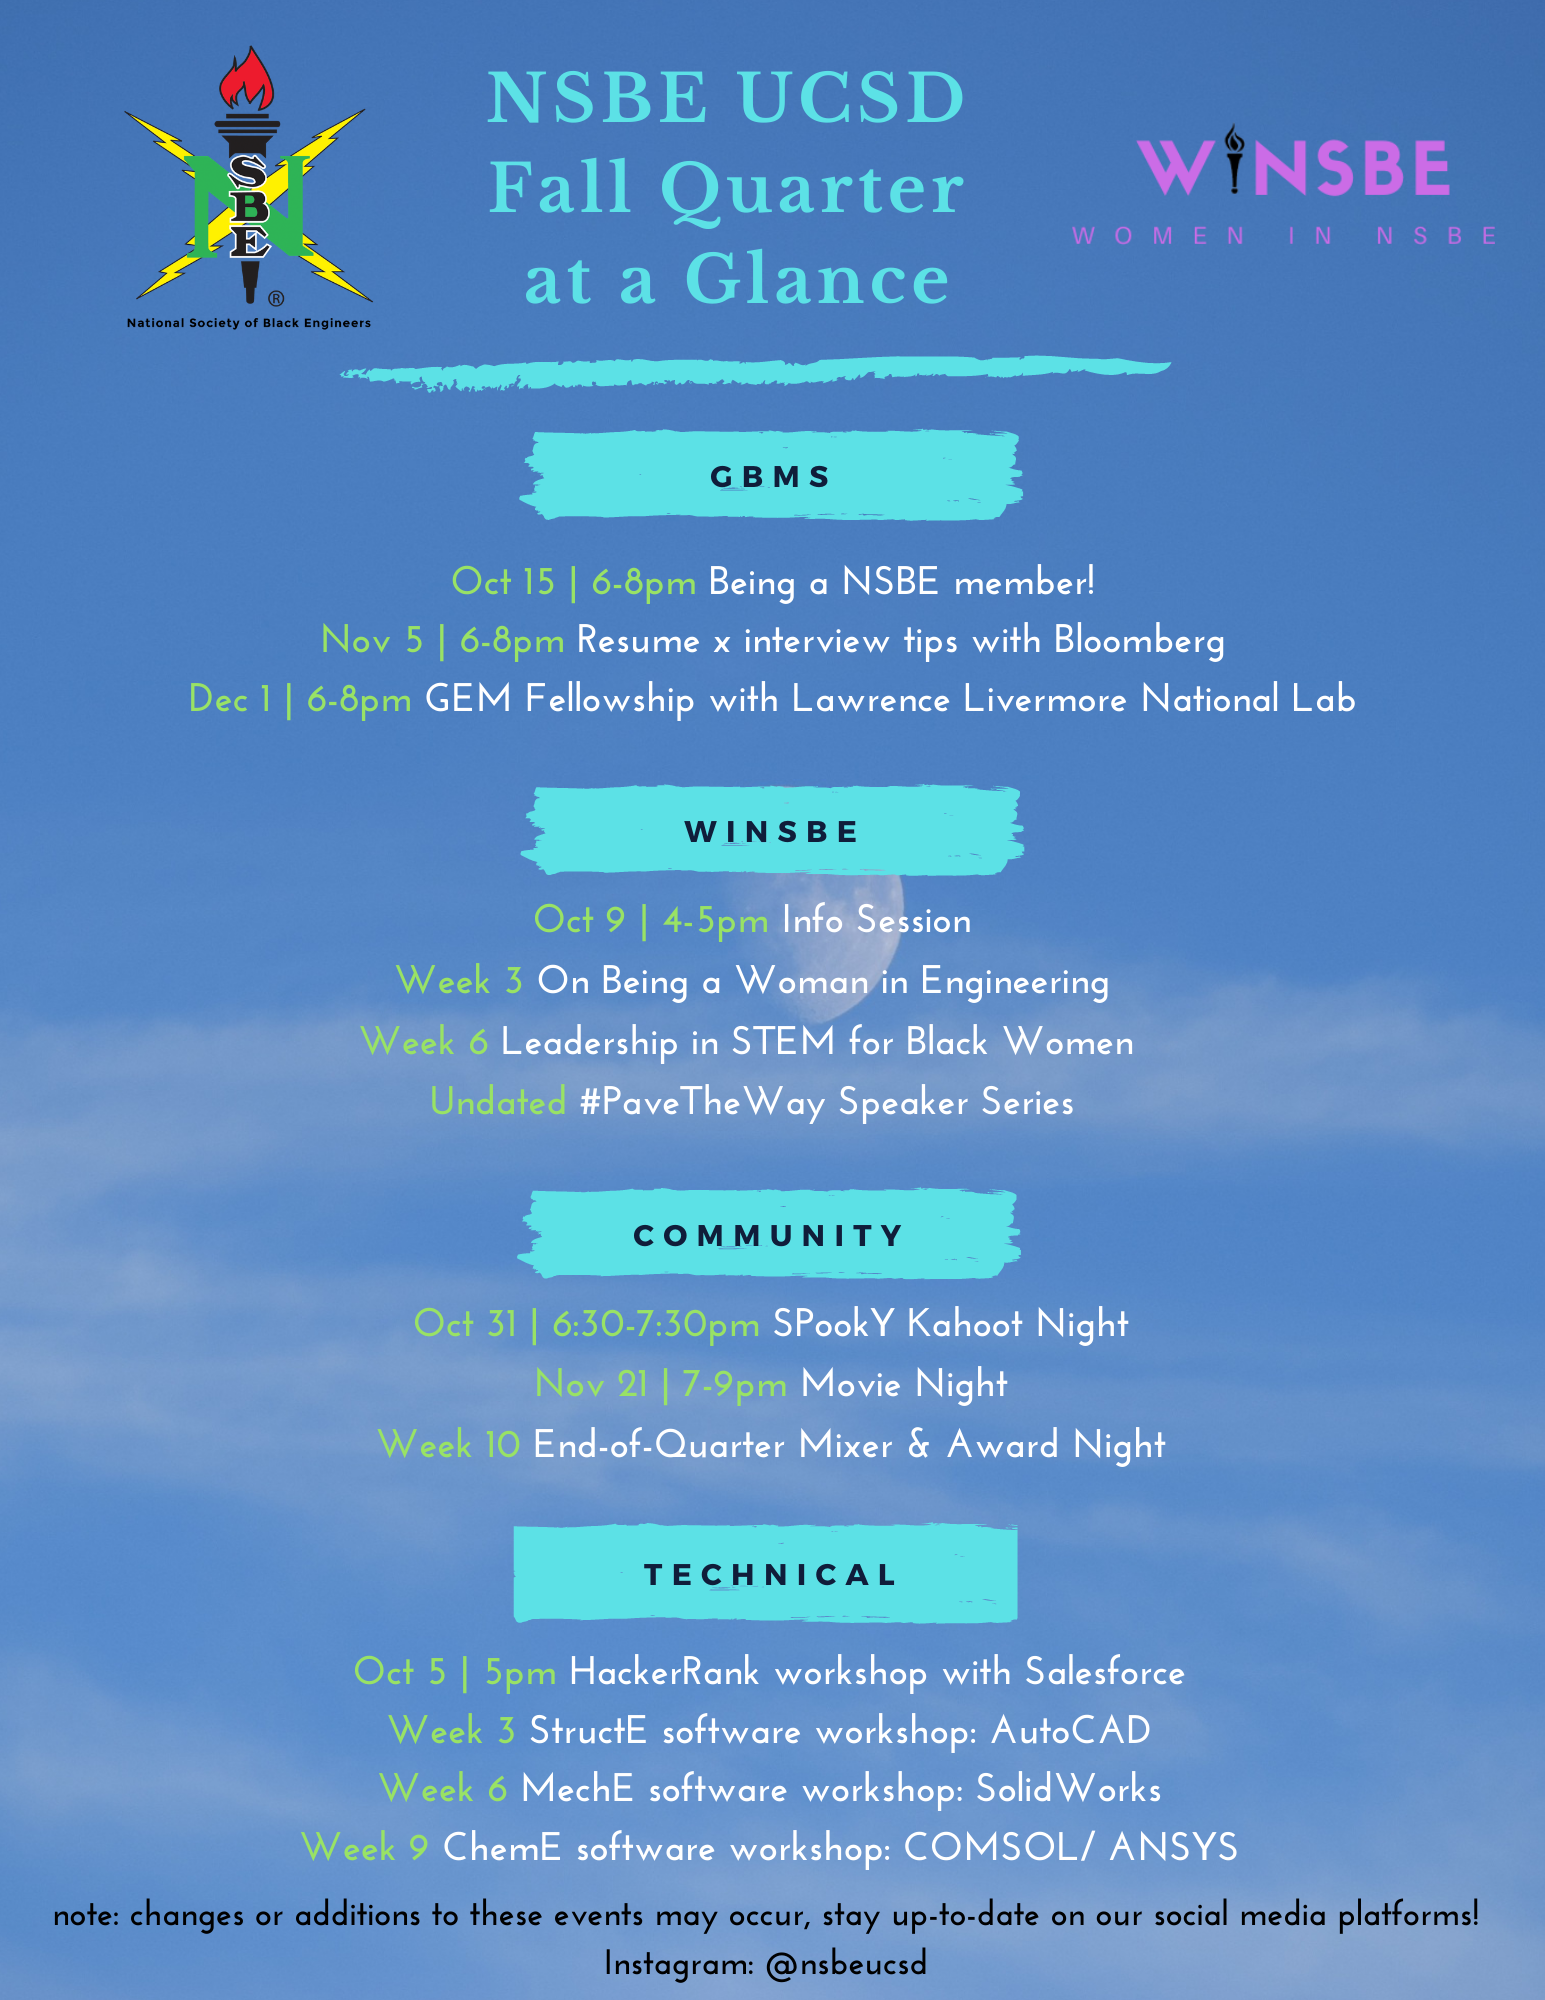 NSBE UCSD
Fall Quarter
at a Glance
N
SBE
®
National Society of Black Engineers
WINSBE
WOMEN IN NSBE
GBMS
Oct 15 | 6-8pm Being a NSBE member!
Nov 5 | 6-8pm Resume x interview tips with Bloomberg
Dec 1 | 6-8pm GEM Fellowship with Lawrence Livermore National Lab
WINSBE
Oct 9 | 4-5pm Info Session
Week 3 On Being a Woman in Engineering
Week 6 Leadership in STEM for Black Women
Undated #PaveTheWay Speaker Series
COMMUNITY
Oct 31 | 6:30-7:30pm SPookY Kahoot Night
Nov 21 | 7-9pm Movie Night
Week 10 End-of-Quarter Mixer & Award Night
TECHNICAL
Oct 5 | 5pm HackerRank workshop with Salesforce
Week 3 StructE software workshop: AutoCAD
Week 6 MechE software workshop: SolidWorks
Week 9 ChemE software workshop: COMSOL/ ANSYS
note: changes or additions to these events may occur, stay up-to-date on our social media platforms!
Instagram: @nsbeucsd